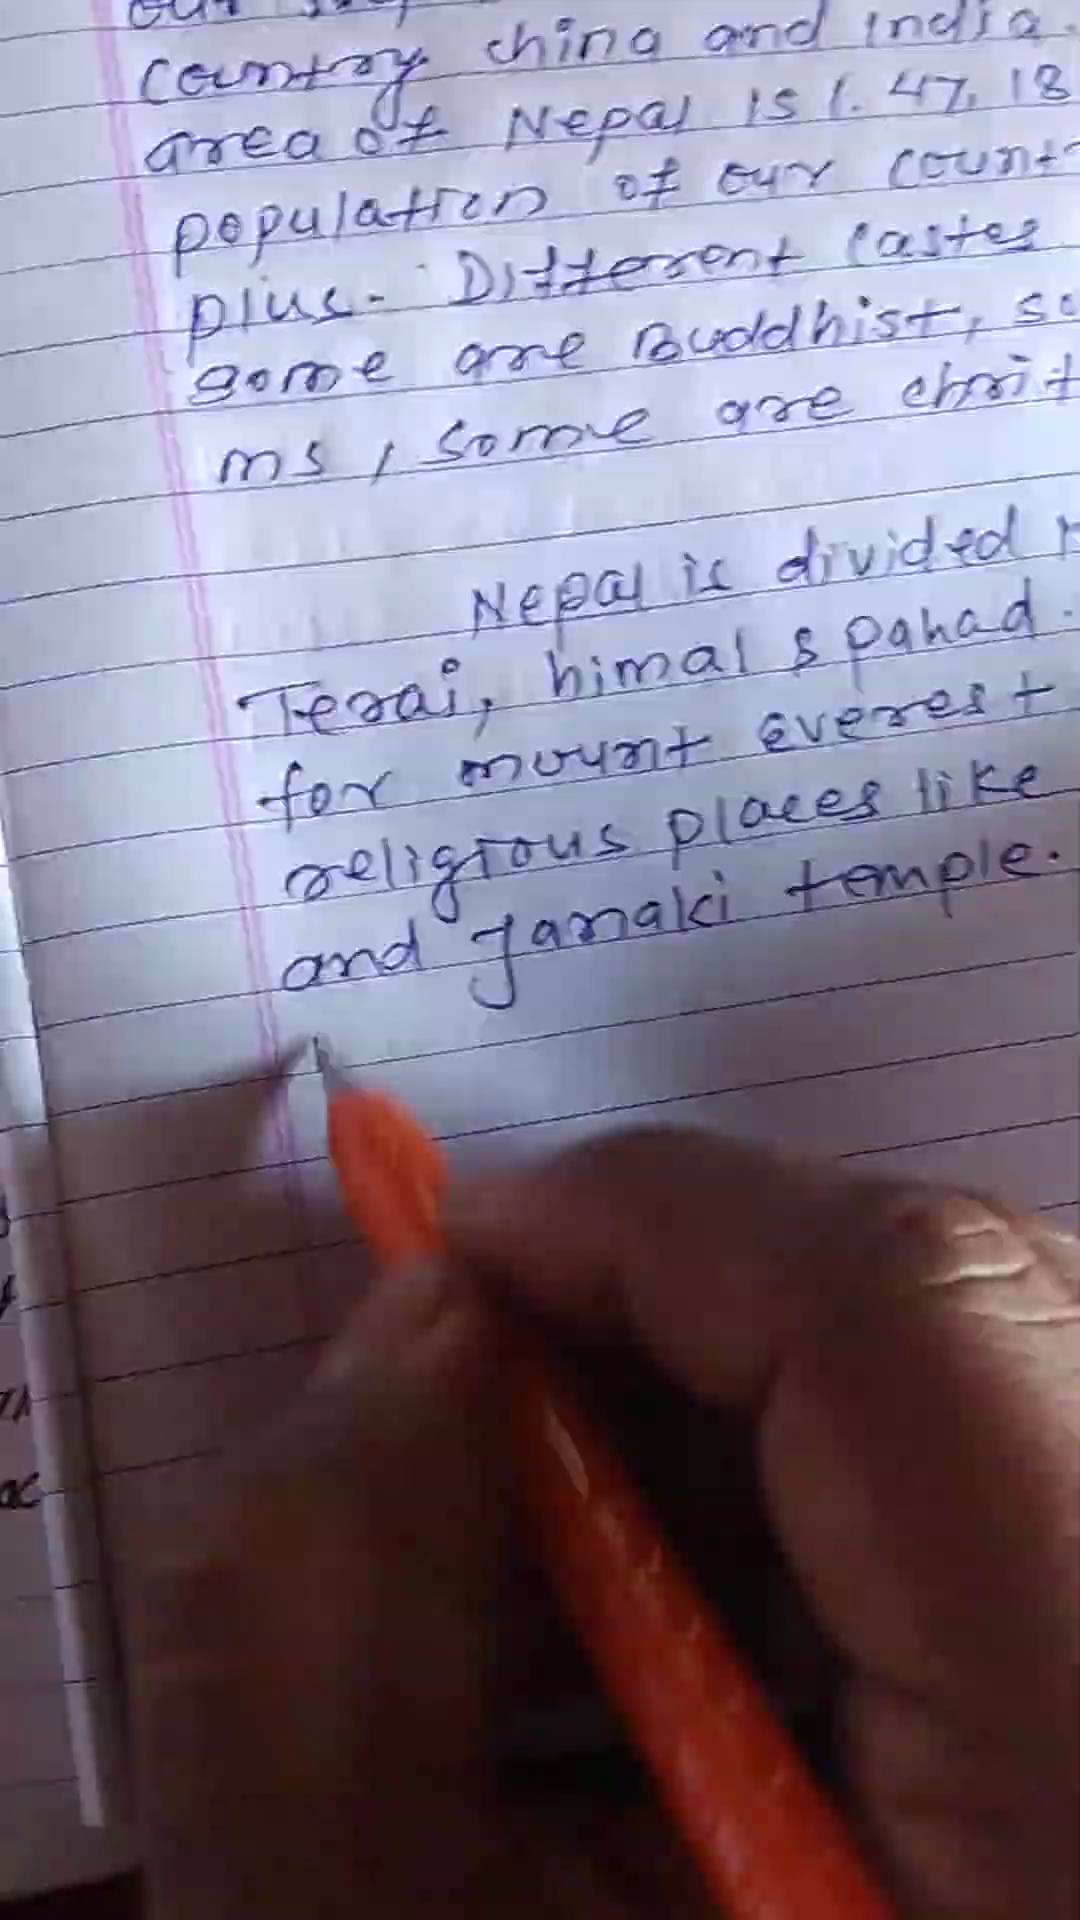 our
country china and India.
area of Nepal is 1. 47, 18
population of our count
plus. Different castes
some are Buddhist, so
ms, some are christ
Nepal is divided
Terai, himal & pahad.
for mount everest
religious places like
and Janaki temple.